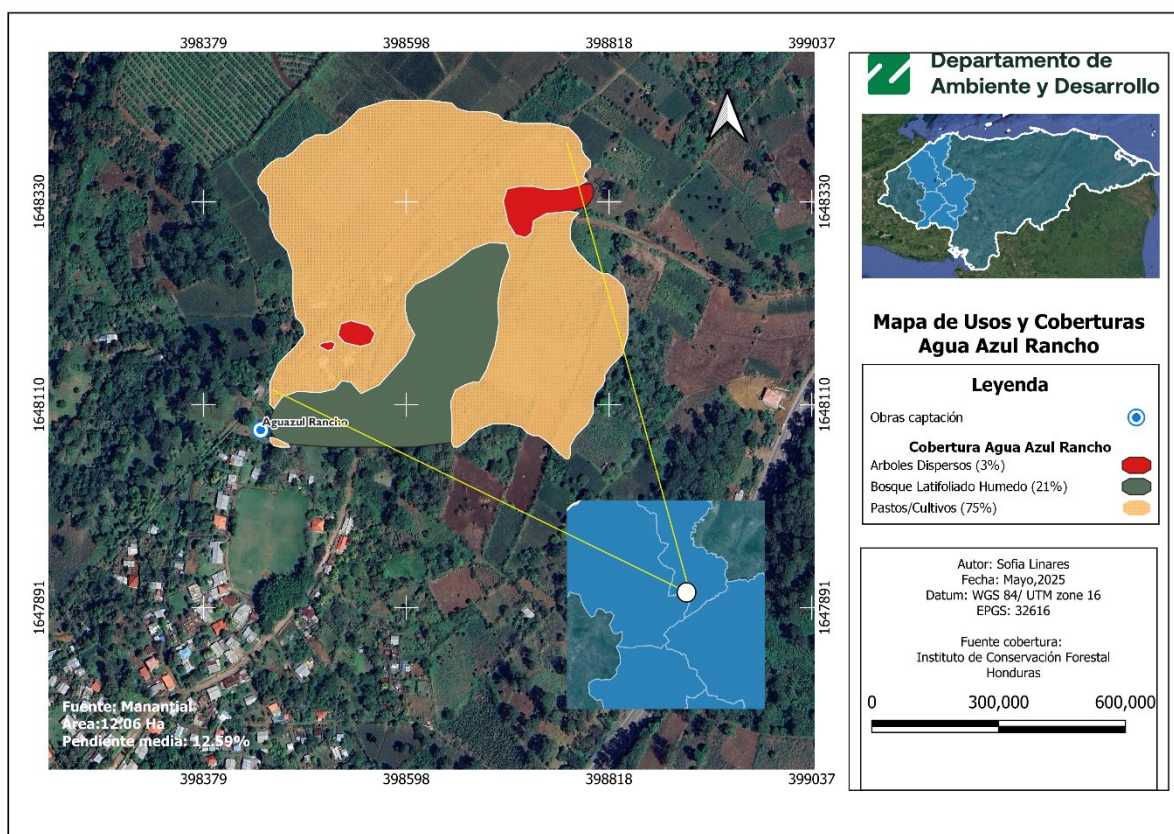 398379
398598
398818
399037
1648330
1648110
1647891
Aguazul Rancho
Fuente: Manantial
Área:12.06 Ha
Pendiente media: 12.59%
1648330
1648110
1647891
398379
398598
398818
399037
Departamento de
Ambiente y Desarrollo
Mapa de Usos y Coberturas
Agua Azul Rancho
Leyenda
Obras captación
Cobertura Agua Azul Rancho
Arboles Dispersos (3%)
Bosque Latifoliado Humedo (21%)
Pastos/Cultivos (75%)
Autor: Sofia Linares
Fecha: Mayo,2025
Datum: WGS 84/ UTM zone 16
EPGS: 32616
Fuente cobertura:
Instituto de Conservación Forestal
Honduras
0 300,000 600,000